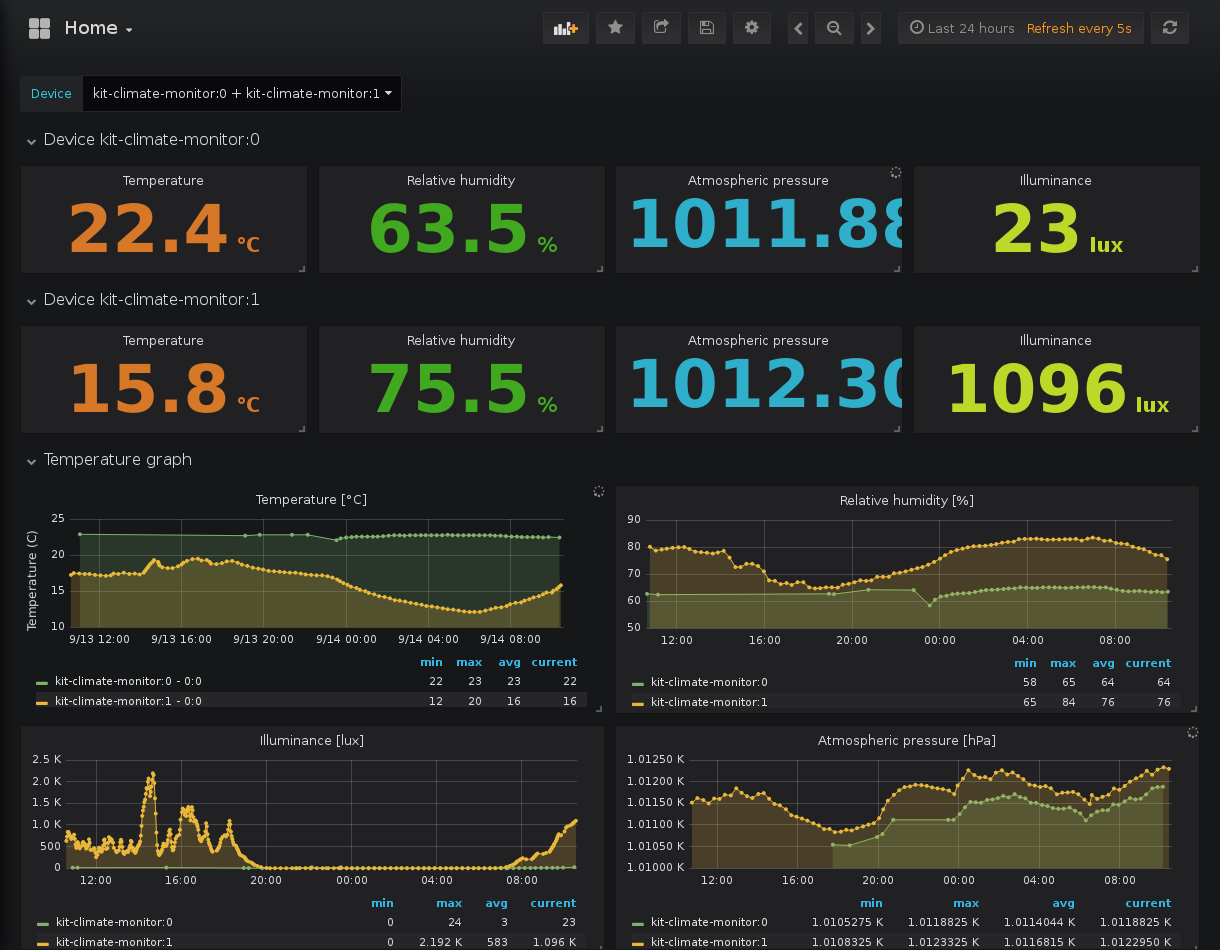 Home
Last 24 hours Refresh every 5s
Device kit-climate-monitor:0 + kit-climate-monitor:1
Device kit-climate-monitor:0
Temperature Relative humidity Atmospheric pressure Illuminance
22.4 °C 63.5 % 1011.88 23 lux
Device kit-climate-monitor:1
Temperature Relative humidity Atmospheric pressure Illuminance
15.8 °C 75.5 % 1012.30 1096 lux
Temperature graph
Temperature [°C]
Temperature (C)
25
20
15
10
9/13 12:00 9/13 16:00 9/13 20:00 9/14 00:00 9/14 04:00 9/14 08:00
min max avg current
kit-climate-monitor:0 - 0:0 22 23 23 22
kit-climate-monitor:1 - 0:0 12 20 16 16
Relative humidity [%]
90
80
70
60
50
12:00 16:00 20:00 00:00 04:00 08:00
min max avg current
kit-climate-monitor:0 58 65 64 64
kit-climate-monitor:1 65 84 76 76
Illuminance [lux]
2.5 K
2.0 K
1.5 K
1.0 K
500
0
12:00 16:00 20:00 00:00 04:00 08:00
min max avg current
kit-climate-monitor:0 0 24 3 23
kit-climate-monitor:1 0 2.192 K 583 1.096 K
Atmospheric pressure [hPa]
1.01250 K
1.01200 K
1.01150 K
1.01100 K
1.01050 K
1.01000 K
12:00 16:00 20:00 00:00 04:00 08:00
min max avg current
kit-climate-monitor:0 1.0105275 K 1.0118825 K 1.0114044 K 1.0118825 K
kit-climate-monitor:1 1.0108325 K 1.0123325 K 1.0116815 K 1.0122950 K